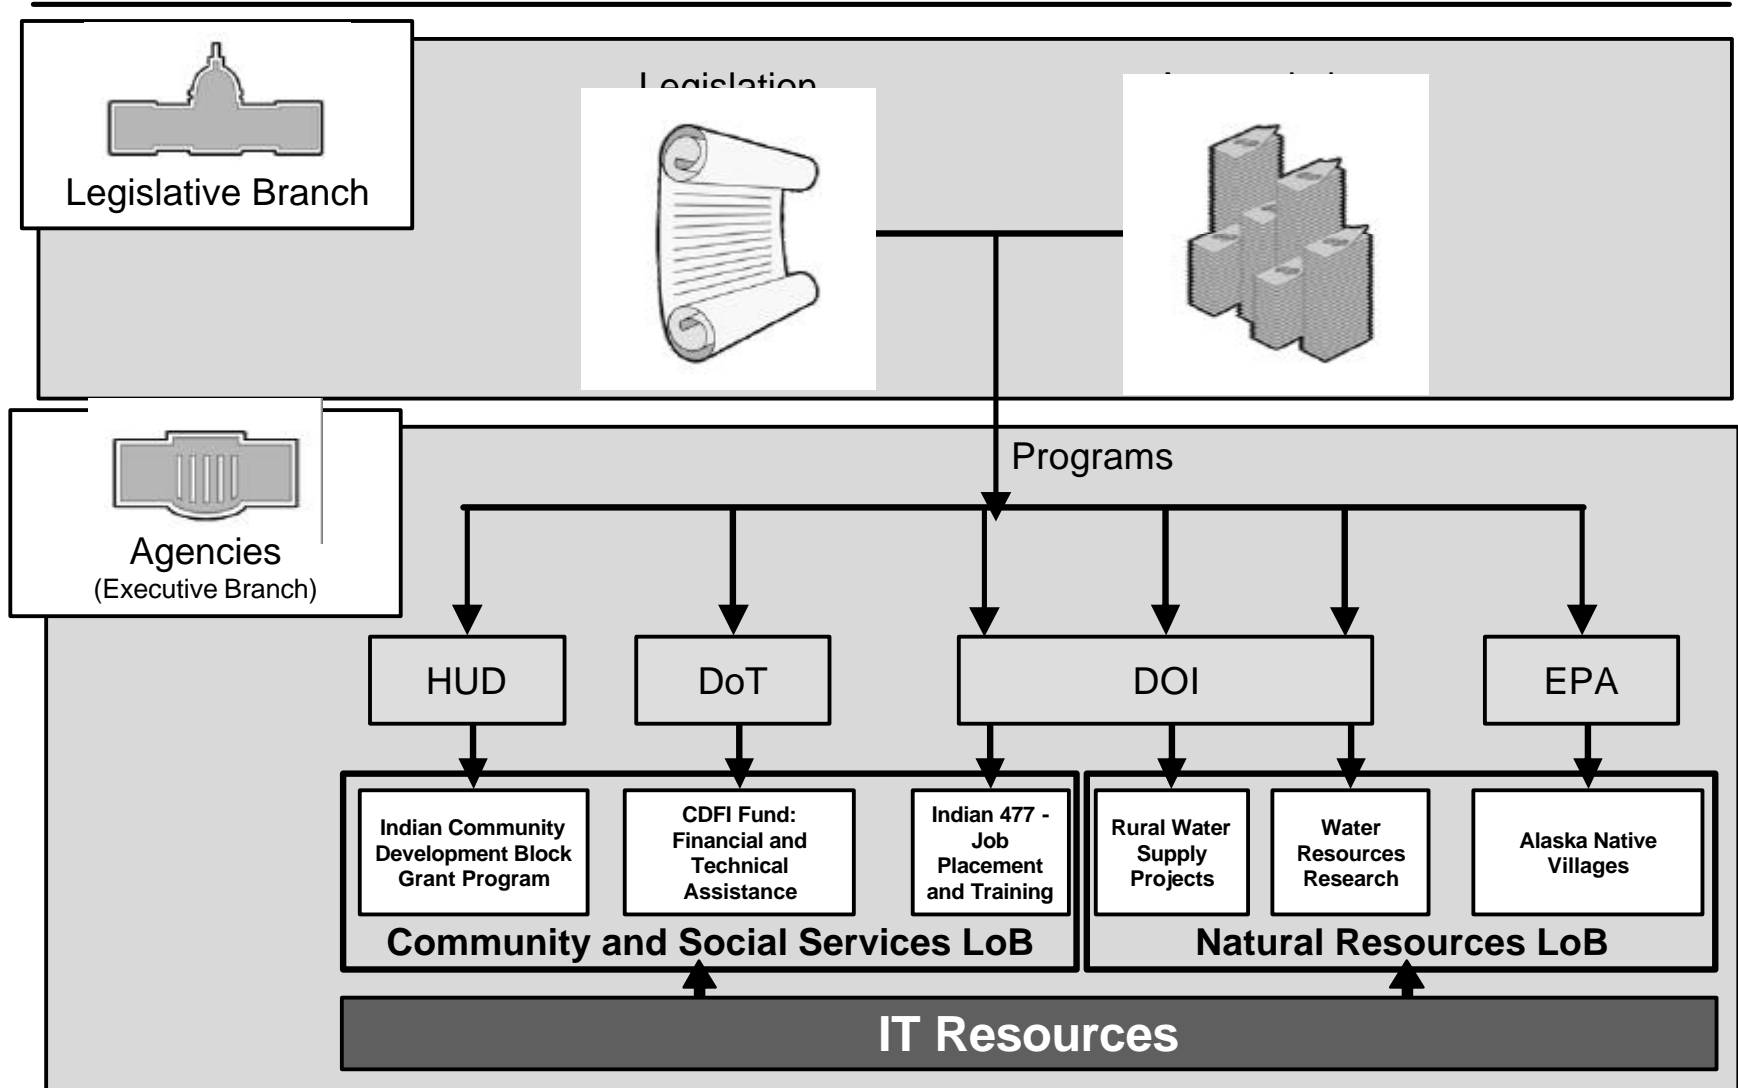 Legislation
Legislative Branch
Programs
Agencies
(Executive Branch)
HUD
DoT
DOI
EPA
Indian Community
Development Block
Grant Program
CDFI Fund:
Financial and
Technical
Assistance
Indian 477 -
Job
Placement
and Training
Rural Water
Supply
Projects
Water
Resources
Research
Alaska Native
Villages
Community and Social Services LoB
Natural Resources LoB
IT Resources